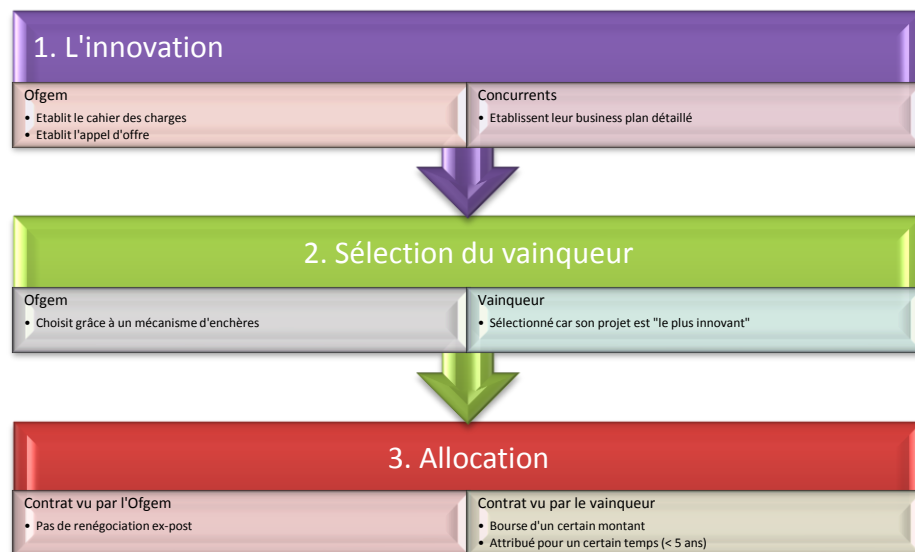 1. L'innovation
Ofgem
• Etablit le cahier des charges
• Etablit l'appel d'offre
Concurrents
• Etablissent leur business plan détaillé
2. Sélection du vainqueur
Ofgem
• Choisit grâce à un mécanisme d'enchères
Vainqueur
• Sélectionné car son projet est "le plus innovant"
3. Allocation
Contrat vu par l'Ofgem
• Pas de renégociation ex-post
Contrat vu par le vainqueur
• Bourse d'un certain montant
• Attribué pour un certain temps (< 5 ans)